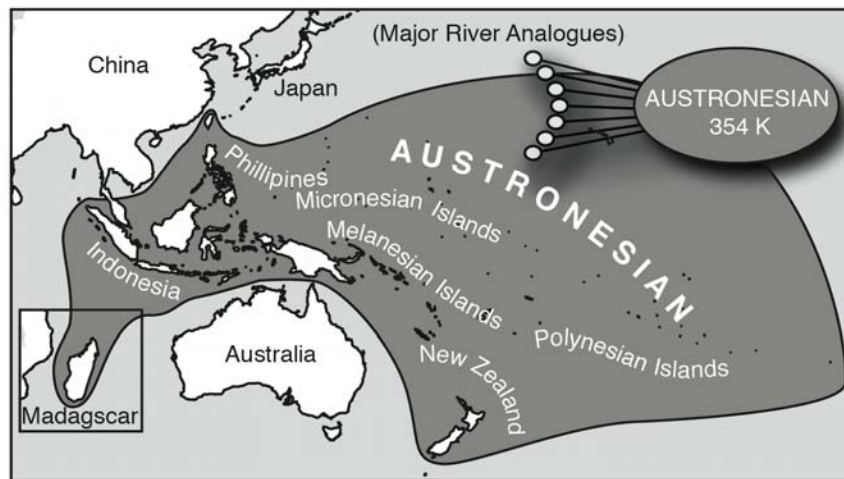 (Major River Analogues)
China
Japan
AUSTRONESIAN
354 K
AUSTRONESIAN
Phillipines
Micronesian Islands
Melanesian Islands
Indonesia
Polynesian Islands
Australia
New Zealand
Madagscar